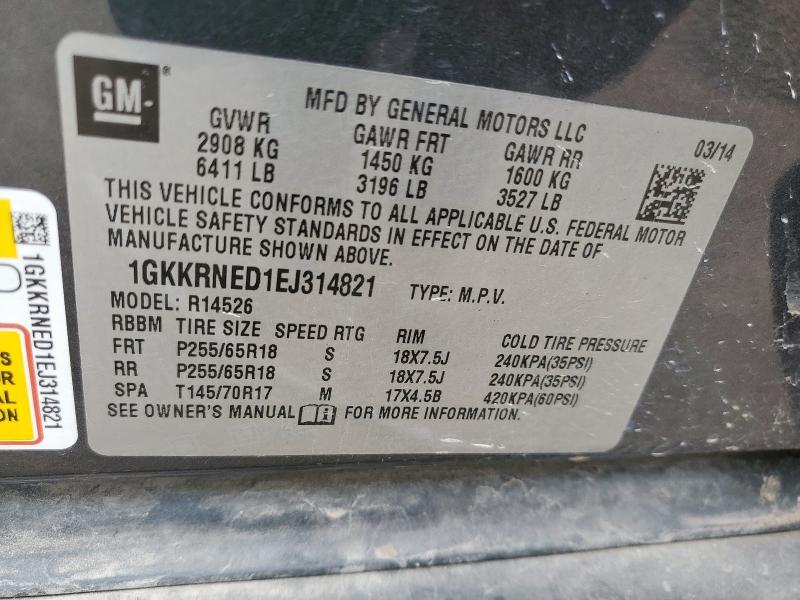 GM
MFD BY GENERAL MOTORS LLC
03/14
GVWR GAWR FRT GAWR RR
2908 KG 1450 KG 1600 KG
6411 LB 3196 LB 3527 LB
THIS VEHICLE CONFORMS TO ALL APPLICABLE U.S. FEDERAL MOTOR
VEHICLE SAFETY STANDARDS IN EFFECT ON THE DATE OF
MANUFACTURE SHOWN ABOVE.
1GKKRNED1EJ314821 TYPE: M.P.V.
MODEL: R14526
RBBM TIRE SIZE SPEED RTG RIM COLD TIRE PRESSURE
FRT P255/65R18 S 18X7.5J 240KPA(35PSI)
RR P255/65R18 S 18X7.5J 240KPA(35PSI)
SPA T145/70R17 M 17X4.5B 420KPA(60PSI)
SEE OWNER'S MANUAL FOR MORE INFORMATION.
1GKKRNED1EJ314821